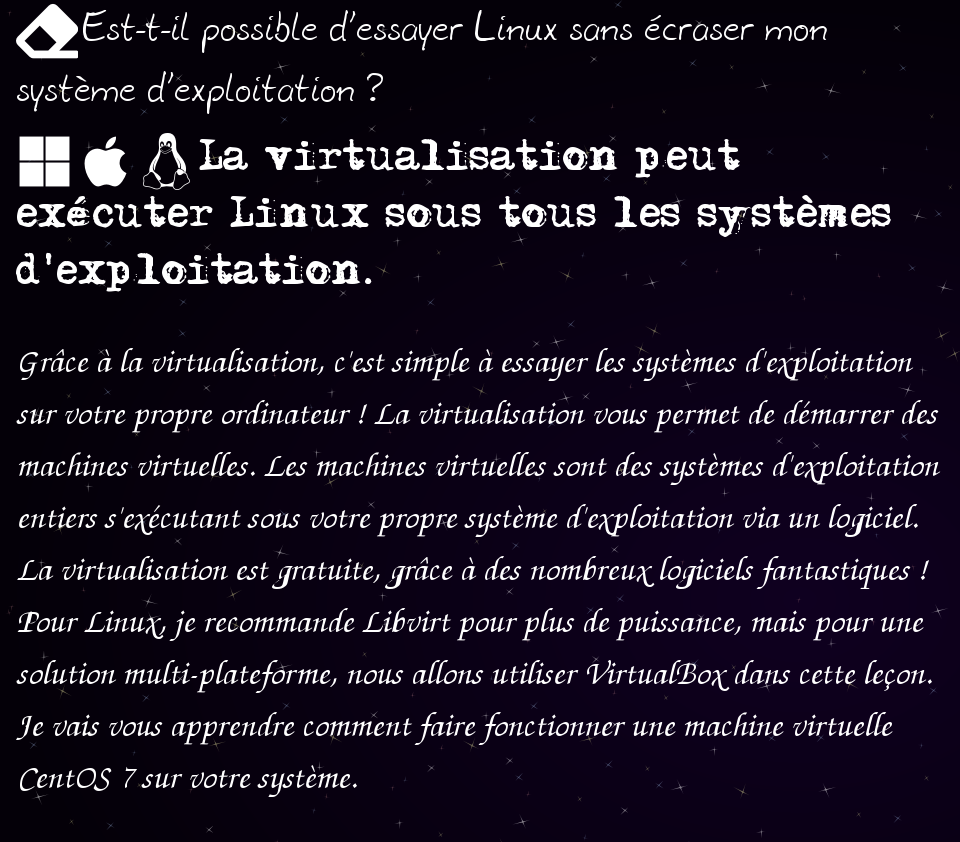 Est-t-il possible d'essayer Linux sans écraser mon
système d'exploitation ?
La virtualisation peut
exécuter Linux sous tous les systèmes
d'exploitation.
Grâce à la virtualisation, c'est simple à essayer les systèmes d'exploitation
sur votre propre ordinateur ! La virtualisation vous permet de démarrer des
machines virtuelles. Les machines virtuelles sont des systèmes d'exploitation
entiers s'exécutant sous votre propre système d'exploitation via un logiciel.
La virtualisation est gratuite, grâce à des nombreux logiciels fantastiques !
Pour Linux, je recommande Libvirt pour plus de puissance, mais pour une
solution multi-plateforme, nous allons utiliser VirtualBox dans cette leçon.
Je vais vous apprendre comment faire fonctionner une machine virtuelle
CentOS 7 sur votre système.